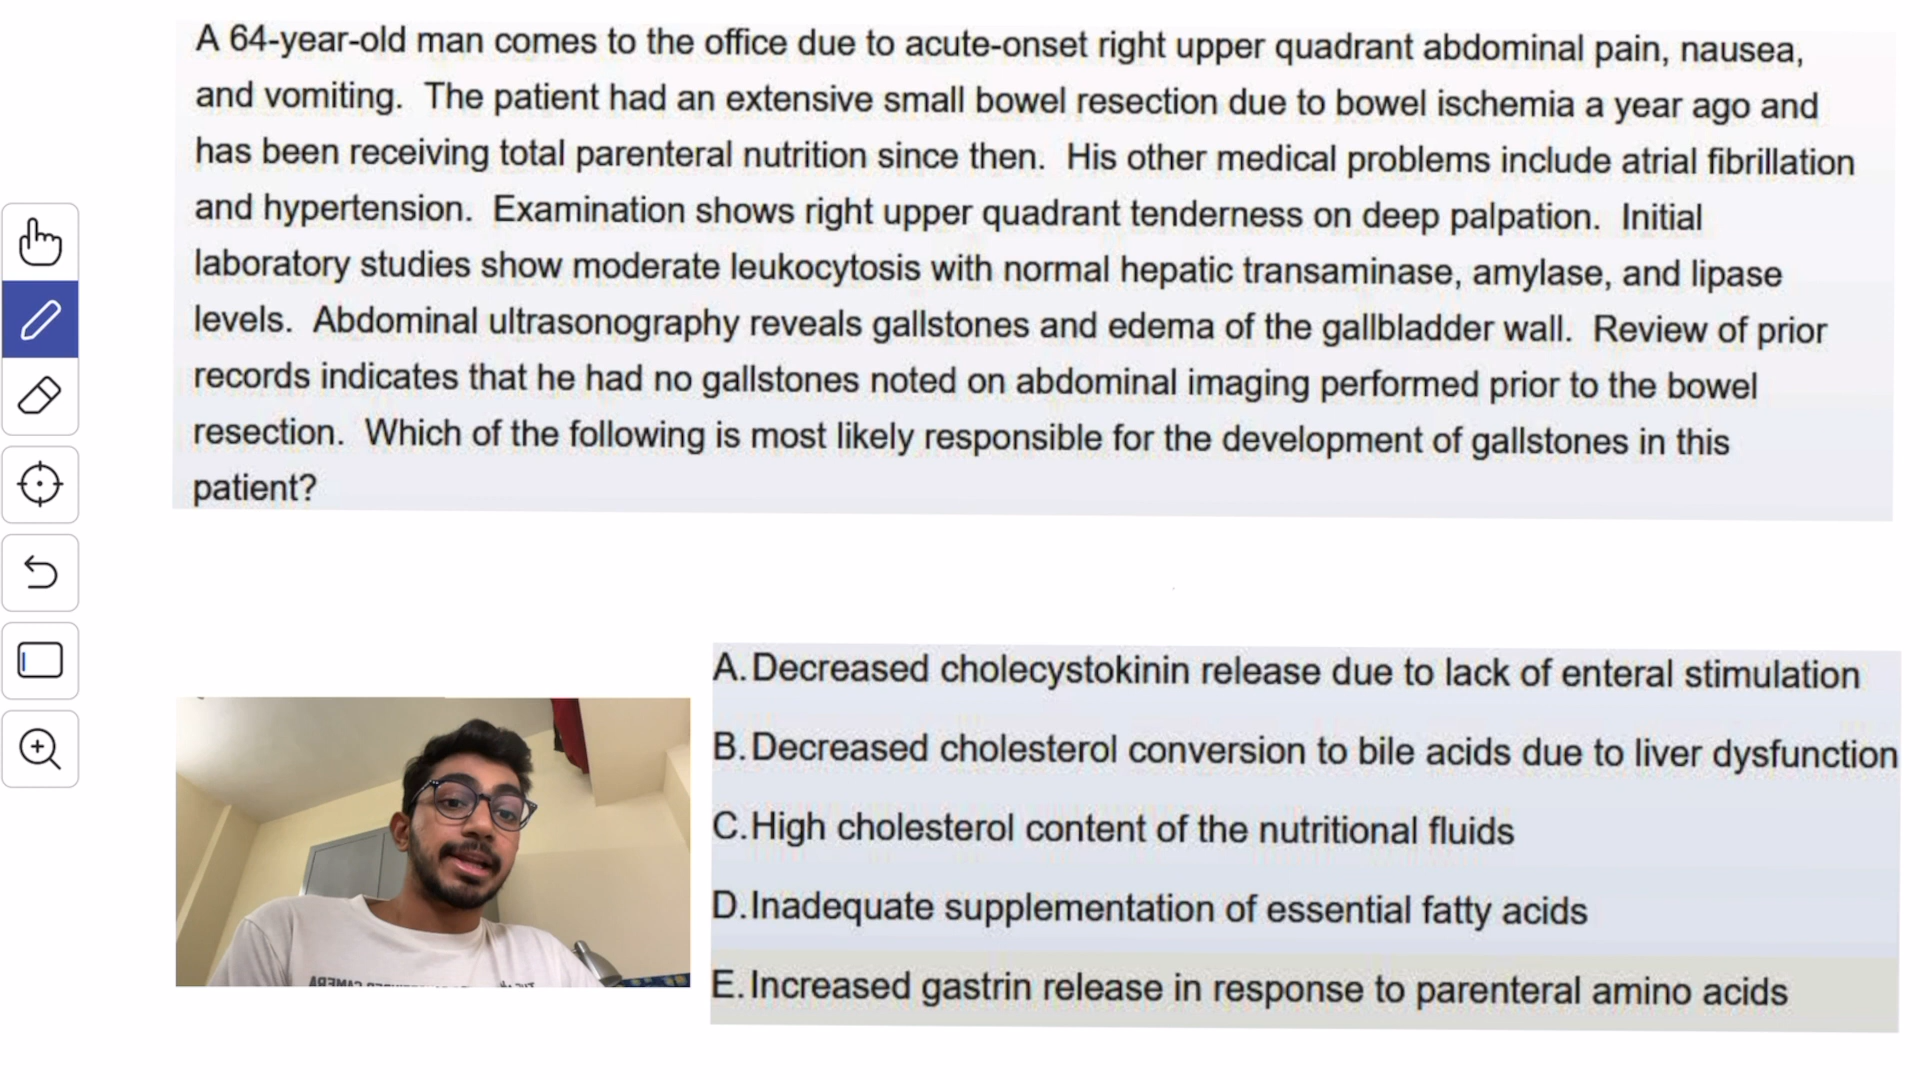 A 64-year-old man comes to the office due to acute-onset right upper quadrant abdominal pain, nausea,
and vomiting. The patient had an extensive small bowel resection due to bowel ischemia a year ago and
has been receiving total parenteral nutrition since then. His other medical problems include atrial fibrillation
and hypertension. Examination shows right upper quadrant tenderness on deep palpation. Initial
laboratory studies show moderate leukocytosis with normal hepatic transaminase, amylase, and lipase
levels. Abdominal ultrasonography reveals gallstones and edema of the gallbladder wall. Review of prior
records indicates that he had no gallstones noted on abdominal imaging performed prior to the bowel
resection. Which of the following is most likely responsible for the development of gallstones in this
patient?
A. Decreased cholecystokinin release due to lack of enteral stimulation
B. Decreased cholesterol conversion to bile acids due to liver dysfunction
C. High cholesterol content of the nutritional fluids
D. Inadequate supplementation of essential fatty acids
E. Increased gastrin release in response to parenteral amino acids